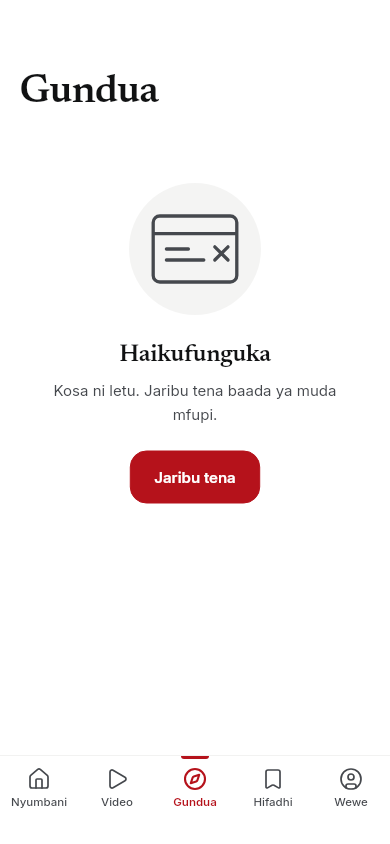 Gundua
Haikufunguka
Kosa ni letu. Jaribu tena baada ya muda
mfupi.
Jaribu tena
Nyumbani
Video
Gundua
Hifadhi
Wewe